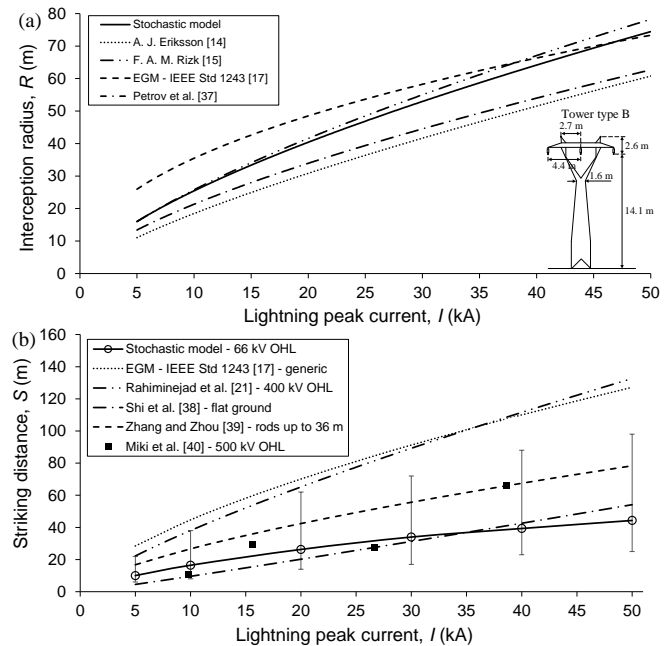 (a)
Interception radius, R (m)
80
70
60
50
40
30
20
10
0
Stochastic model
A. J. Eriksson [14]
F. A. M. Rizk [15]
EGM - IEEE Std 1243 [17]
Petrov et al. [37]
Tower type B
2.7 m
2.6 m
4.4 m
1.6 m
14.1 m
0 5 10 15 20 25 30 35 40 45 50
Lightning peak current, I (kA)
(b)
Striking distance, S (m)
160
140
120
100
80
60
40
20
0
Stochastic model - 66 kV OHL
EGM - IEEE Std 1243 [17] - generic
Rahiminejad et al. [21] - 400 kV OHL
Shi et al. [38] - flat ground
Zhang and Zhou [39] - rods up to 36 m
Miki et al. [40] - 500 kV OHL
0 5 10 15 20 25 30 35 40 45 50
Lightning peak current, I (kA)